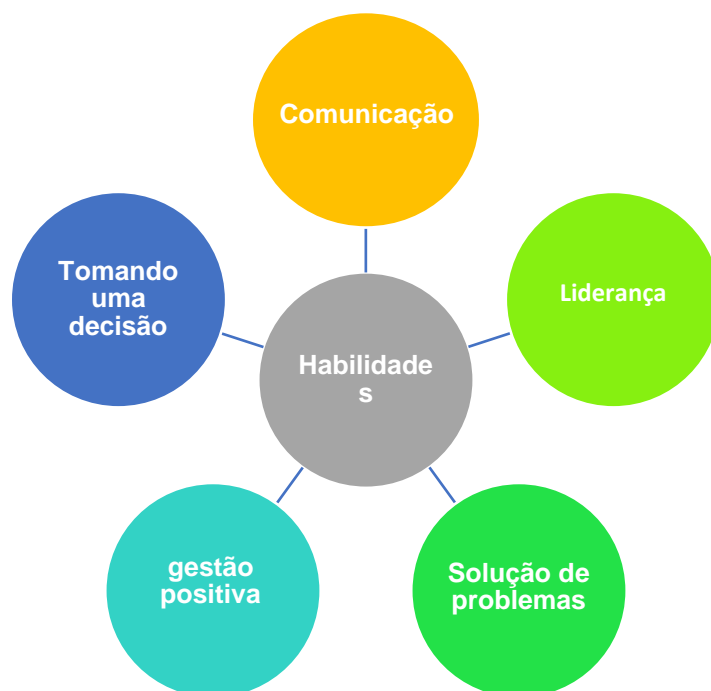 Comunicação
Tomando
uma
decisão
Liderança
Habilidade
s
gestão
positiva
Solução de
problemas